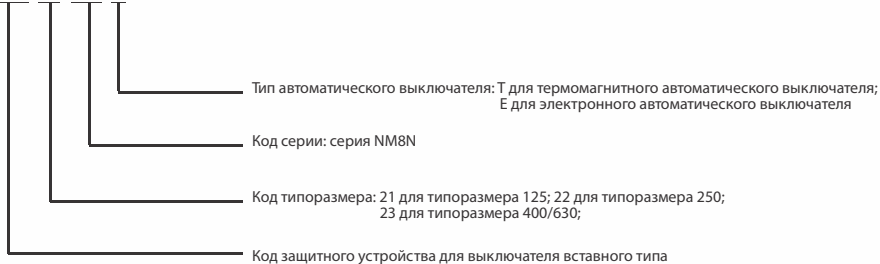 Тип автоматического выключателя: Т для термомагнитного автоматического выключателя;
Е для электронного автоматического выключателя
Код серии: серия NM8N
Код типоразмера: 21 для типоразмера 125; 22 для типоразмера 250;
23 для типоразмера 400/630;
Код защитного устройства для выключателя вставного типа